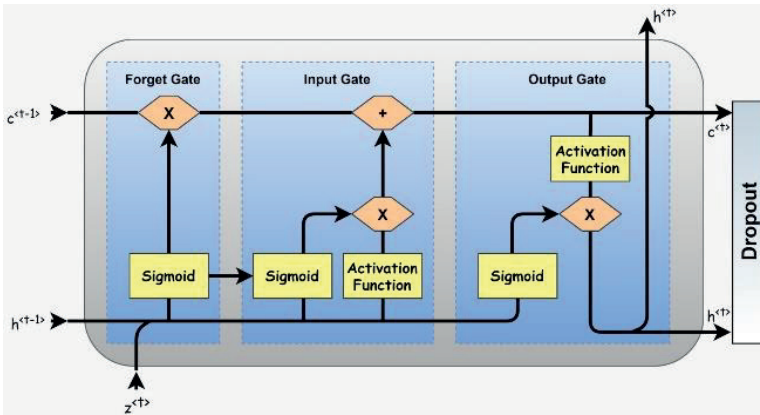 h<t>
Forget Gate
Input Gate
Output Gate
c<t-1>
X
+
c<t>
Activation
Function
X
X
Dropout
Sigmoid
Sigmoid
Activation
Function
Sigmoid
h<t-1>
h<t>
z<t>